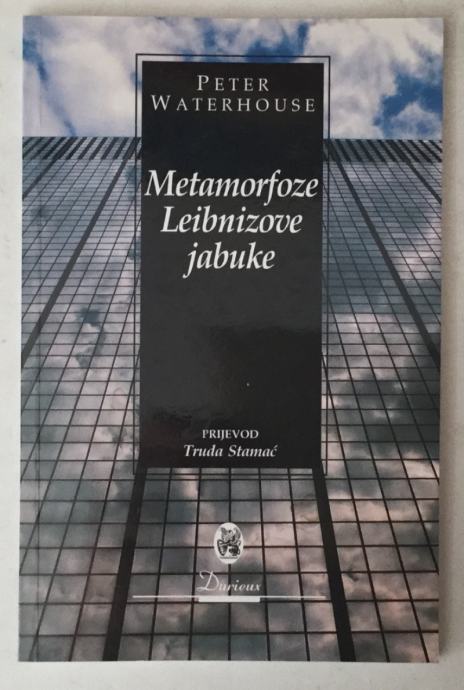 PETER
WATERHOUSE
Metamorfoze
Leibnizove
jabuke
PRIJEVOD
Truda Stamać
Durieux